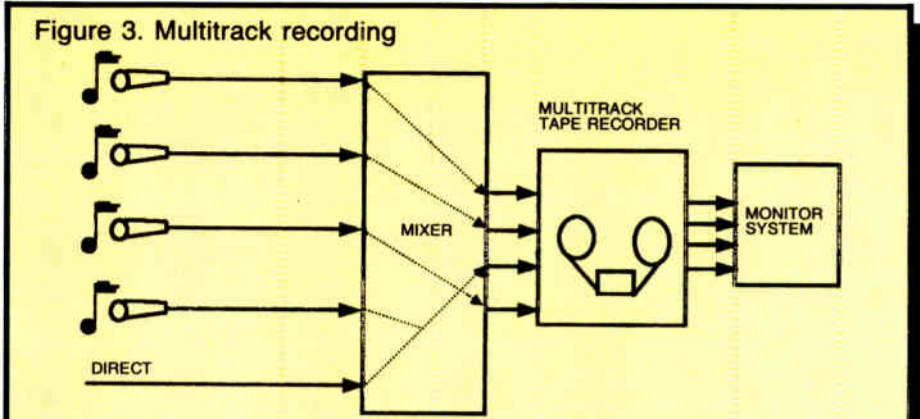 Figure 3. Multitrack recording
MULTITRACK
TAPE RECORDER
MIXER
MONITOR
SYSTEM
DIRECT